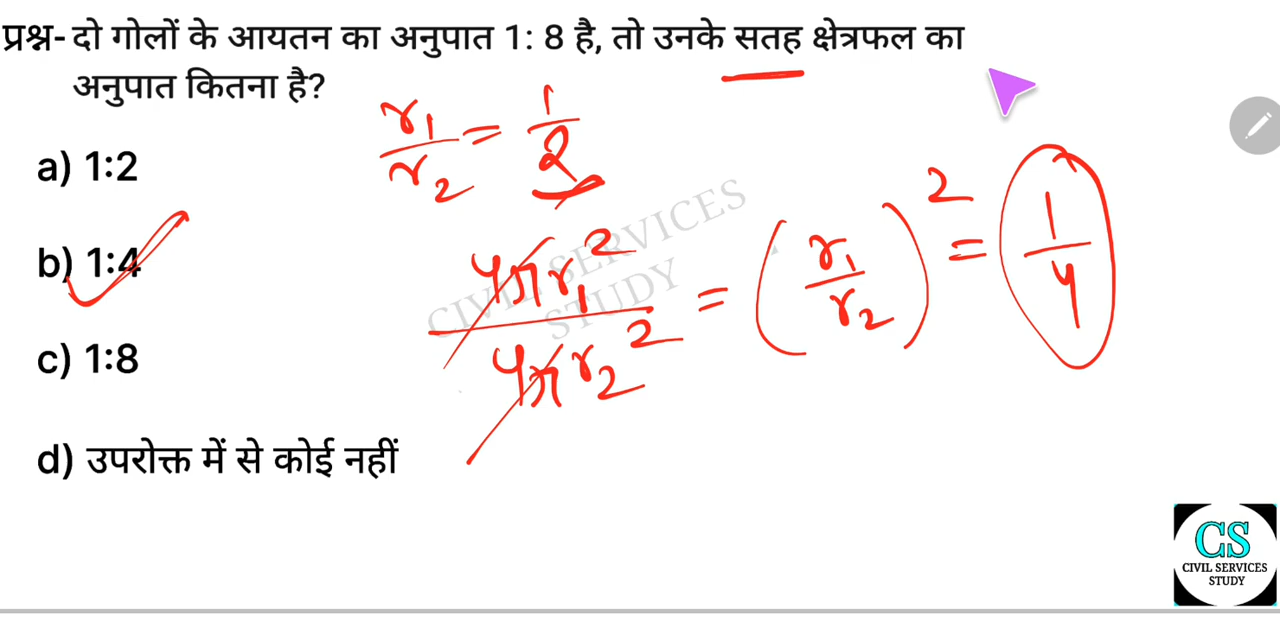 प्रश्न- दो गोलों के आयतन का अनुपात 1: 8 है, तो उनके सतह क्षेत्रफल का
अनुपात कितना है?
r₁/r₂ = 1/2
a) 1:2
b) 1:4
4πr₁²/4πr₂² = (r₁/r₂)² = 1/4
c) 1:8
d) उपरोक्त में से कोई नहीं
CIVIL SERVICES
STUDY
CS
CIVIL SERVICES
STUDY